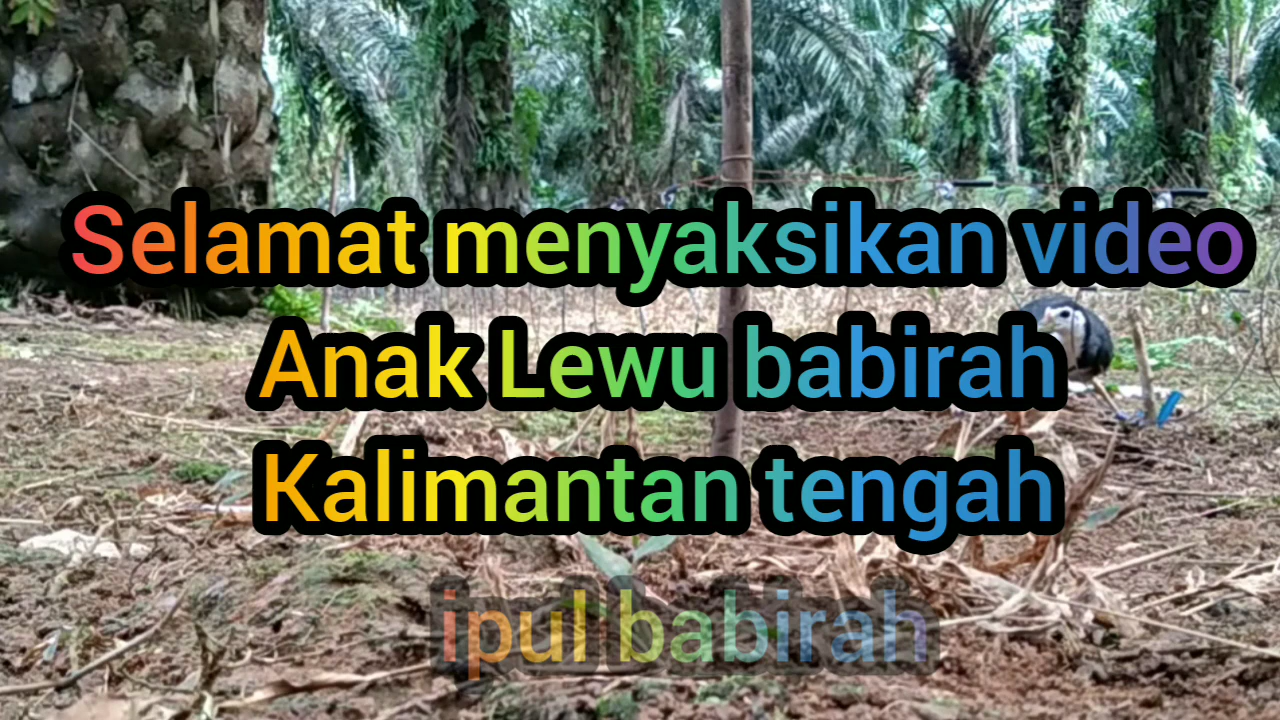 Selamat menyaksikan video
Anak Lewu babirah
Kalimantan tengah
ipul babirah